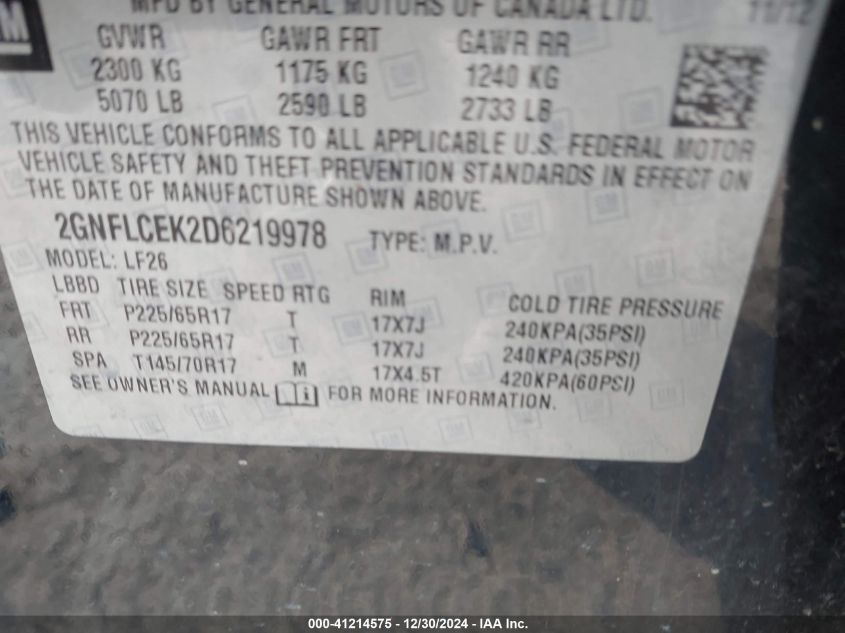 MFD BY GENERAL MOTORS OF CANADA LTD. 11/12
GM
GVWR GAWR FRT GAWR RR
2300 KG 1175 KG 1240 KG
5070 LB 2590 LB 2733 LB
THIS VEHICLE CONFORMS TO ALL APPLICABLE U.S. FEDERAL MOTOR
VEHICLE SAFETY AND THEFT PREVENTION STANDARDS IN EFFECT ON
THE DATE OF MANUFACTURE SHOWN ABOVE.
2GNFLCEK2D6219978 TYPE: M.P.V.
MODEL: LF26
LBBD TIRE SIZE SPEED RTG RIM COLD TIRE PRESSURE
FRT P225/65R17 T 17X7J 240KPA(35PSI)
RR P225/65R17 T 17X7J 240KPA(35PSI)
SPA T145/70R17 M 17X4.5T 420KPA(60PSI)
SEE OWNER'S MANUAL i FOR MORE INFORMATION.
000-41214575 - 12/30/2024 - IAA Inc.